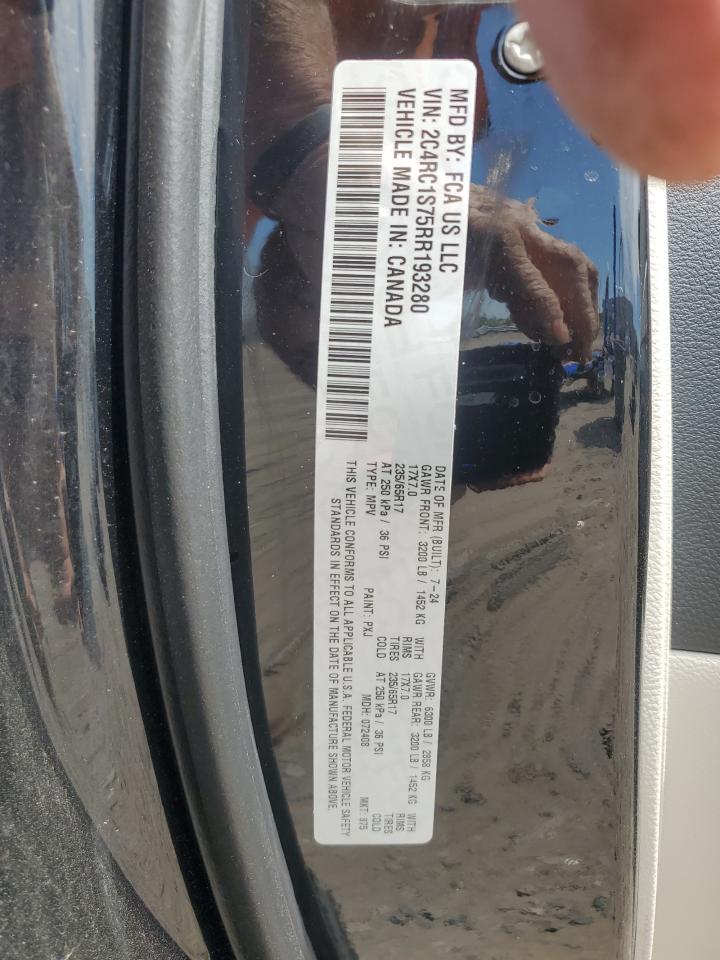 MFD BY: FCA US LLC
VIN: 2C4RC1S75RR193280
VEHICLE MADE IN: CANADA
DATE OF MFR (BUILT): 7-24 GVWR: 6300 LB / 2858 KG
GAWR FRONT: 3200 LB / 1452 KG WITH GAWR REAR: 3200 LB / 1452 KG WITH
17X7.0 RIMS 17X7.0 RIMS
235/65R17 TIRES 235/65R17 TIRES
AT 250 kPa / 36 PSI COLD AT 250 kPa / 36 PSI COLD
TYPE: MPV PAINT: PXJ MDH: 072408 MKT: 875
THIS VEHICLE CONFORMS TO ALL APPLICABLE U.S.A. FEDERAL MOTOR VEHICLE SAFETY
STANDARDS IN EFFECT ON THE DATE OF MANUFACTURE SHOWN ABOVE.